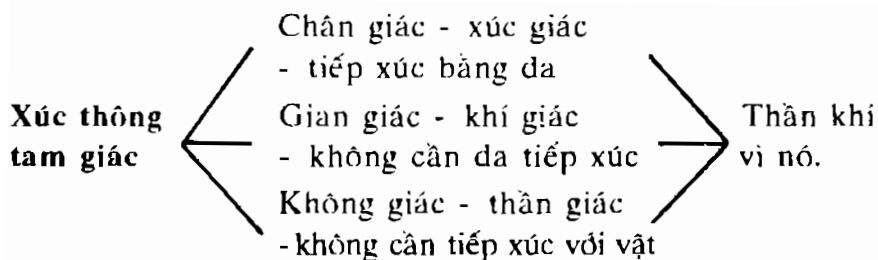 Chân giác - xúc giác
- tiếp xúc bằng da
Xúc thông
tam giác
Gian giác - khí giác
- không cần da tiếp xúc
Không giác - thần giác
- không cần tiếp xúc với vật
Thần khí
vì nó.